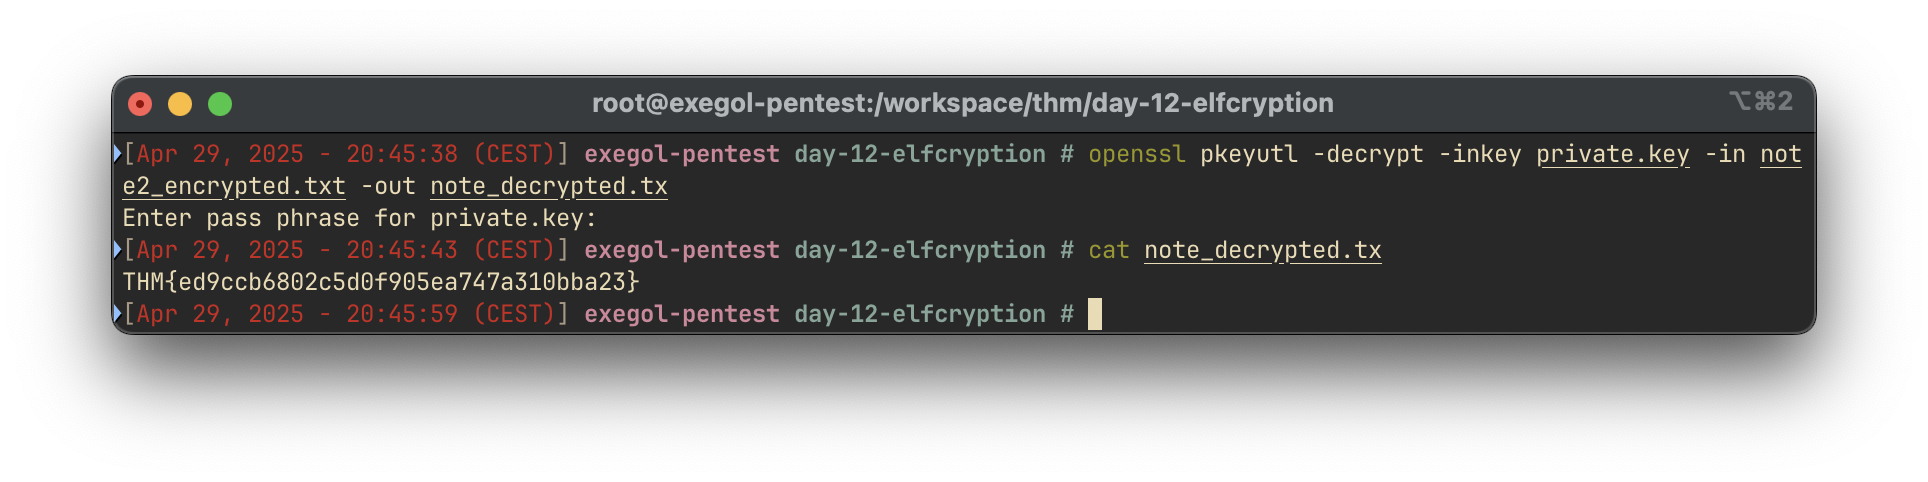 root@exegol-pentest:/workspace/thm/day-12-elfcryption ⌥⌘2
[Apr 29, 2025 - 20:45:38 (CEST)] exegol-pentest day-12-elfcryption # openssl pkeyutl -decrypt -inkey private.key -in not
e2_encrypted.txt -out note_decrypted.tx
Enter pass phrase for private.key:
[Apr 29, 2025 - 20:45:43 (CEST)] exegol-pentest day-12-elfcryption # cat note_decrypted.tx
THM{ed9ccb6802c5d0f905ea747a310bba23}
[Apr 29, 2025 - 20:45:59 (CEST)] exegol-pentest day-12-elfcryption #